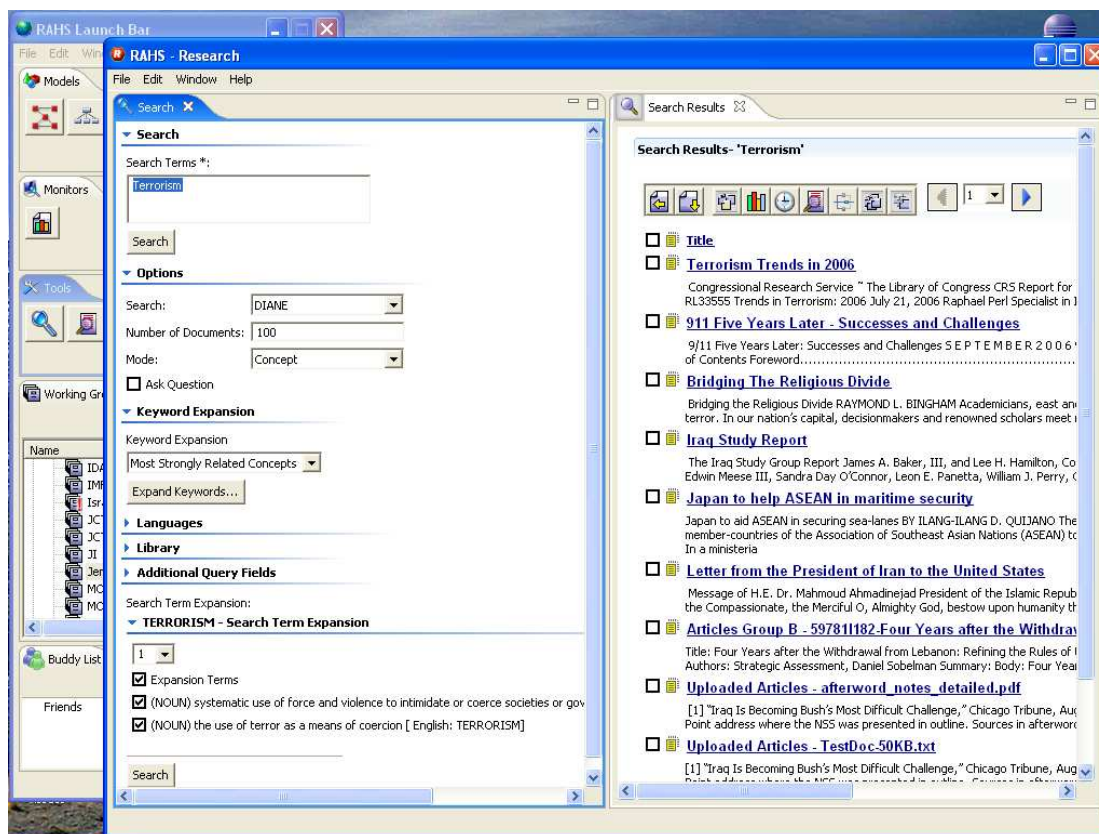 RAHS Launch Bar
File Edit Win
Models
Monitors
Tools
Working Gr
Name
IDA
IMF
Isra
JCT
JCT
JI
Jem
MO
MO
Buddy List
Friends
RAHS - Research
File Edit Window Help
Search
Search
Search Terms *:
Terrorism
Search
Options
Search: DIANE
Number of Documents: 100
Mode: Concept
Ask Question
Keyword Expansion
Keyword Expansion
Most Strongly Related Concepts
Expand Keywords...
Languages
Library
Additional Query Fields
Search Term Expansion:
TERRORISM - Search Term Expansion
1
Expansion Terms
(NOUN) systematic use of force and violence to intimidate or coerce societies or gov
(NOUN) the use of terror as a means of coercion [ English: TERRORISM]
Search
Search Results
Search Results- 'Terrorism'
1
Title
Terrorism Trends in 2006
Congressional Research Service ~ The Library of Congress CRS Report for
RL33555 Trends in Terrorism: 2006 July 21, 2006 Raphael Perl Specialist in
911 Five Years Later - Successes and Challenges
9/11 Five Years Later: Successes and Challenges S E P T E M B E R 2 0 0 6
of Contents Foreword......................................................................
Bridging The Religious Divide
Bridging the Religious Divide RAYMOND L. BINGHAM Academicians, east and
terror. In our nation's capital, decisionmakers and renowned scholars meet
Iraq Study Report
The Iraq Study Group Report James A. Baker, III, and Lee H. Hamilton, Co
Edwin Meese III, Sandra Day O'Connor, Leon E. Panetta, William J. Perry,
Japan to help ASEAN in maritime security
Japan to aid ASEAN in securing sea-lanes BY ILANG-ILANG D. QUIJANO The
member-countries of the Association of Southeast Asian Nations (ASEAN) to
In a ministeria
Letter from the President of Iran to the United States
Message of H.E. Dr. Mahmoud Ahmadinejad President of the Islamic Repub
the Compassionate, the Merciful O, Almighty God, bestow upon humanity th
Articles Group B - 59781I182-Four Years after the Withdraw
Title: Four Years after the Withdrawal from Lebanon: Refining the Rules of
Authors: Strategic Assessment, Daniel Sobelman Summary: Body: Four Year
Uploaded Articles - afterword_notes_detailed.pdf
[1] "Iraq Is Becoming Bush's Most Difficult Challenge," Chicago Tribune, Aug
Point address where the NSS was presented in outline. Sources in afterword
Uploaded Articles - TestDoc-50KB.txt
[1] "Iraq Is Becoming Bush's Most Difficult Challenge," Chicago Tribune, Aug